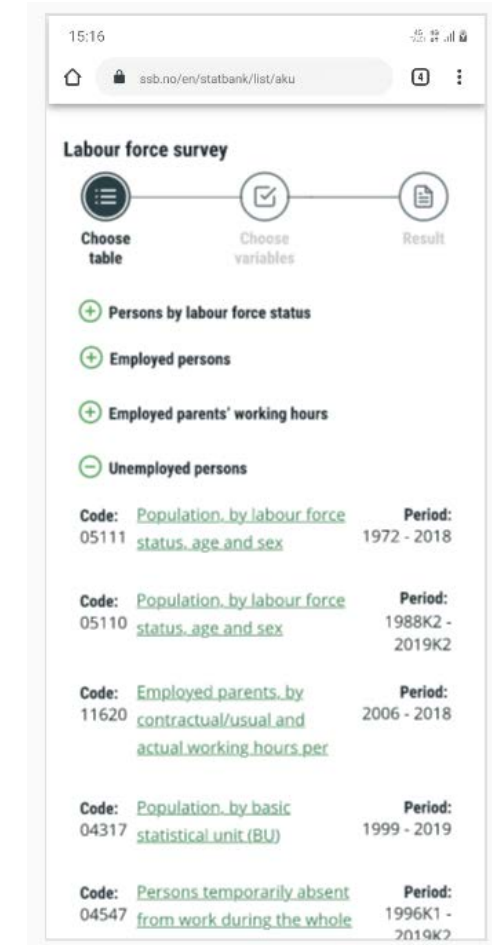 15:16
ssb.no/en/statbank/list/aku
4
Labour force survey
Choose table
Choose variables
Result
Persons by labour force status
Employed persons
Employed parents' working hours
Unemployed persons
Code: 05111
Population, by labour force
status, age and sex
Period:
1972 - 2018
Code: 05110
Population, by labour force
status, age and sex
Period:
1988K2 -
2019K2
Code: 11620
Employed parents, by
contractual/usual and
actual working hours per
Period:
2006 - 2018
Code: 04317
Population, by basic
statistical unit (BU)
Period:
1999 - 2019
Code: 04547
Persons temporarily absent
from work during the whole
Period:
1996K1 -
2019K2